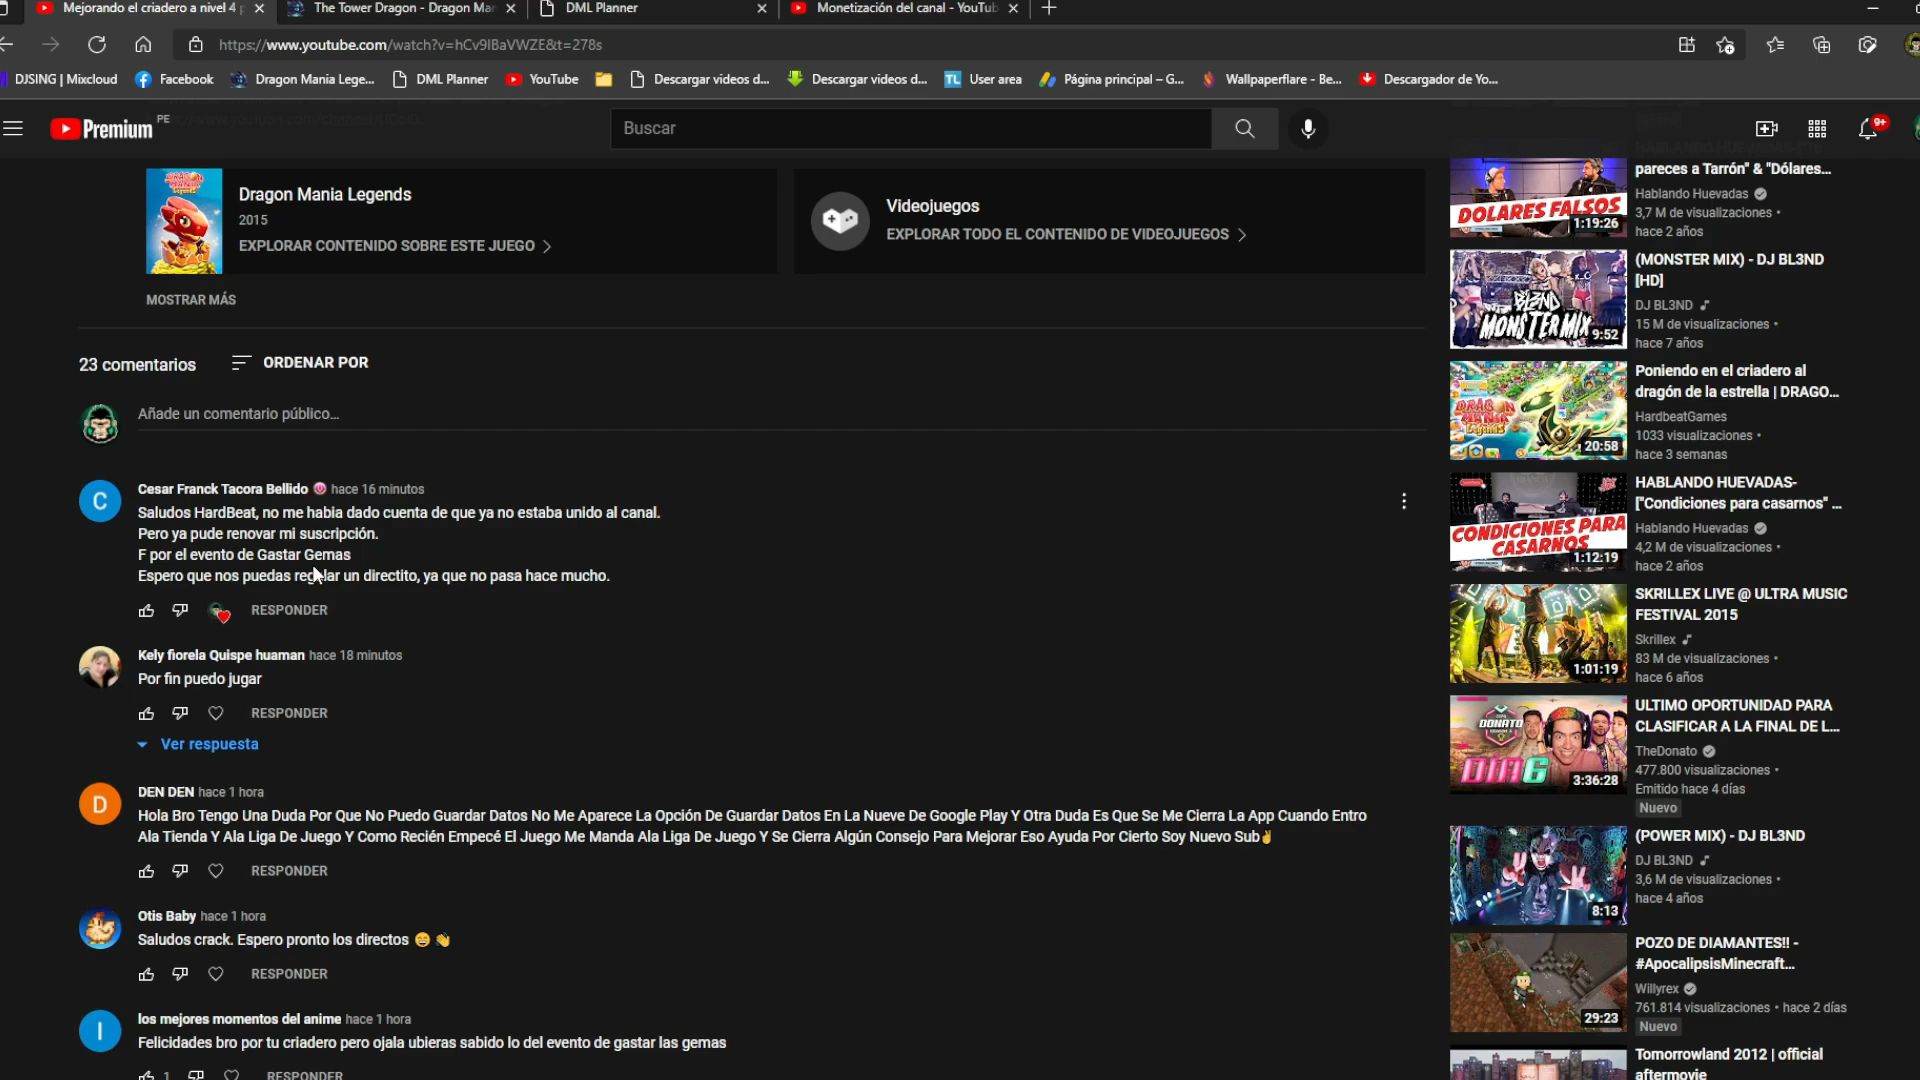 Mejorando el criadero a nivel 4 p
The Tower Dragon - Dragon Man
DML Planner
Monetización del canal - YouTub
https://www.youtube.com/watch?v=hCv9IBaVWZE&t=278s
DJSING | Mixcloud
Facebook
Dragon Mania Lege...
DML Planner
YouTube
Descargar videos d...
Descargar videos d...
TL User area
Página principal – G...
Wallpaperflare - Be...
Descargador de Yo...
Premium PE
Buscar
9+
Dragon Mania Legends
2015
EXPLORAR CONTENIDO SOBRE ESTE JUEGO
Videojuegos
EXPLORAR TODO EL CONTENIDO DE VIDEOJUEGOS
MOSTRAR MÁS
23 comentarios
ORDENAR POR
Añade un comentario público...
C
Cesar Franck Tacora Bellido hace 16 minutos
Saludos HardBeat, no me habia dado cuenta de que ya no estaba unido al canal.
Pero ya pude renovar mi suscripción.
F por el evento de Gastar Gemas
Espero que nos puedas regalar un directito, ya que no pasa hace mucho.
RESPONDER
Kely fiorela Quispe huaman hace 18 minutos
Por fin puedo jugar
RESPONDER
Ver respuesta
D
DEN DEN hace 1 hora
Hola Bro Tengo Una Duda Por Que No Puedo Guardar Datos No Me Aparece La Opción De Guardar Datos En La Nueve De Google Play Y Otra Duda Es Que Se Me Cierra La App Cuando Entro
Ala Tienda Y Ala Liga De Juego Y Como Recién Empecé El Juego Me Manda Ala Liga De Juego Y Se Cierra Algún Consejo Para Mejorar Eso Ayuda Por Cierto Soy Nuevo Sub✌
RESPONDER
Otis Baby hace 1 hora
Saludos crack. Espero pronto los directos 😄 👏
RESPONDER
I
los mejores momentos del anime hace 1 hora
Felicidades bro por tu criadero pero ojala ubieras sabido lo del evento de gastar las gemas
1
RESPONDER
DOLARES FALSOS
1:19:26
pareces a Tarrón" & "Dólares...
Hablando Huevadas
3,7 M de visualizaciones •
hace 2 años
BL3ND
MONSTER MIX
9:52
(MONSTER MIX) - DJ BL3ND
[HD]
DJ BL3ND
15 M de visualizaciones •
hace 7 años
DRAGON MANIA Legends
20:58
Poniendo en el criadero al
dragón de la estrella | DRAGO...
HardbeatGames
1033 visualizaciones •
hace 3 semanas
CONDICIONES PARA
CASARNOS
1:12:19
HABLANDO HUEVADAS-
["Condiciones para casarnos" ...
Hablando Huevadas
4,2 M de visualizaciones •
hace 2 años
1:01:19
SKRILLEX LIVE @ ULTRA MUSIC
FESTIVAL 2015
Skrillex
83 M de visualizaciones •
hace 6 años
DONATO
DIA6
3:36:28
ULTIMO OPORTUNIDAD PARA
CLASIFICAR A LA FINAL DE L...
TheDonato
477.800 visualizaciones •
Emitido hace 4 días
Nuevo
8:13
(POWER MIX) - DJ BL3ND
DJ BL3ND
3,6 M de visualizaciones •
hace 4 años
29:23
POZO DE DIAMANTES!! -
#ApocalipsisMinecraft...
Willyrex
761.814 visualizaciones • hace 2 días
Nuevo
Tomorrowland 2012 | official
aftermovie